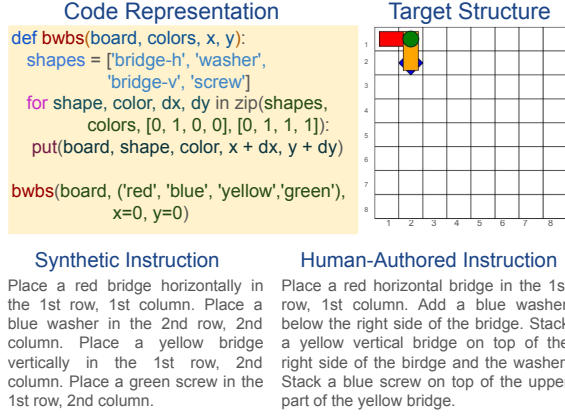 Code Representation
def bwbs(board, colors, x, y):
shapes = ['bridge-h', 'washer',
'bridge-v', 'screw']
for shape, color, dx, dy in zip(shapes,
colors, [0, 1, 0, 0], [0, 1, 1, 1]):
put(board, shape, color, x + dx, y + dy)
bwbs(board, ('red', 'blue', 'yellow','green'),
x=0, y=0)
Target Structure
1
2
3
4
5
6
7
8
1 2 3 4 5 6 7 8
Synthetic Instruction
Place a red bridge horizontally in
the 1st row, 1st column. Place a
blue washer in the 2nd row, 2nd
column. Place a yellow bridge
vertically in the 1st row, 2nd
column. Place a green screw in the
1st row, 2nd column.
Human-Authored Instruction
Place a red horizontal bridge in the 1s
row, 1st column. Add a blue washer
below the right side of the bridge. Stack
a yellow vertical bridge on top of the
right side of the birdge and the washer
Stack a blue screw on top of the upper
part of the yellow bridge.